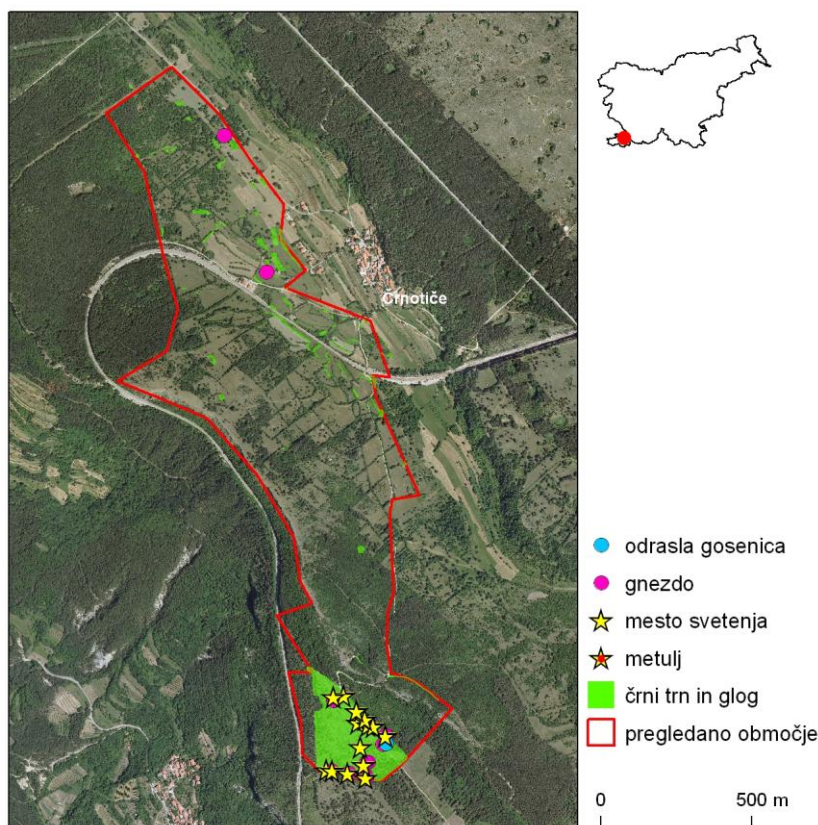 Črnotiče
odrasla gosenica
gnezdo
mesto svetenja
metulj
črni trn in glog
pregledano območje
0 500 m